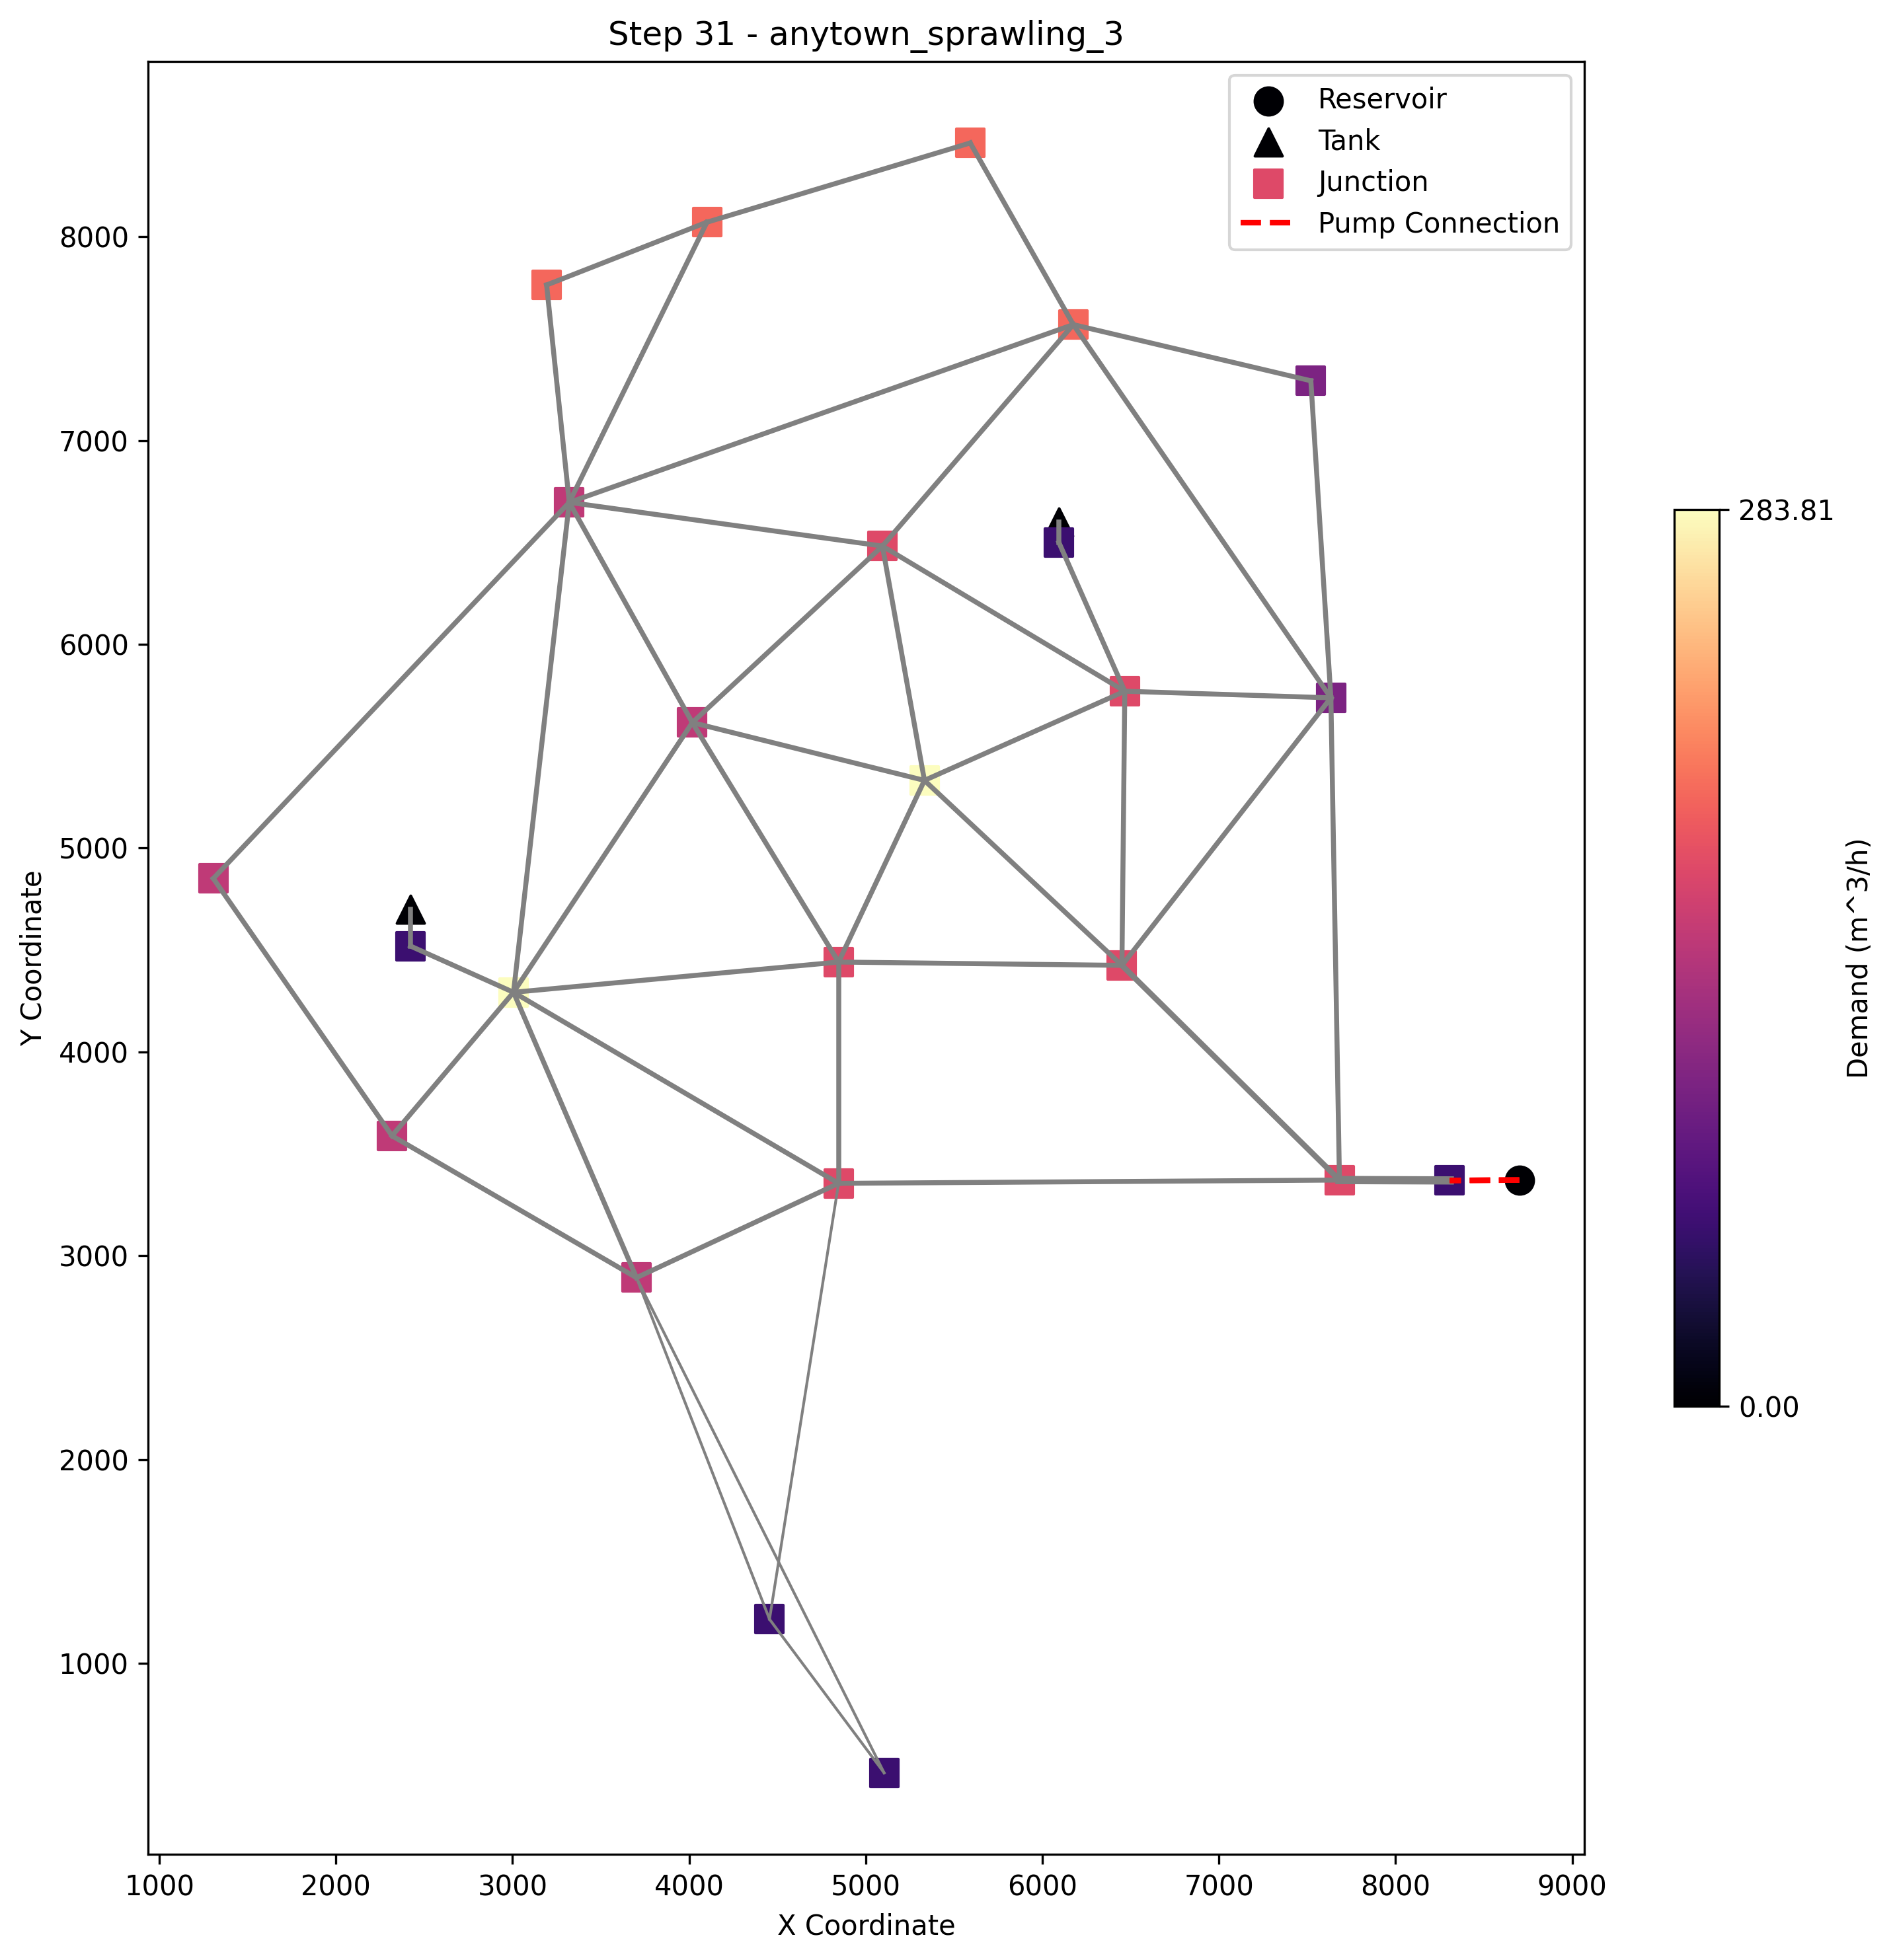 Step 31 - anytown_sprawling_3
Reservoir
Tank
Junction
Pump Connection
8000
7000
6000
5000
4000
3000
2000
1000
Y Coordinate
1000 2000 3000 4000 5000 6000 7000 8000 9000
X Coordinate
283.81
0.00
Demand (m^3/h)